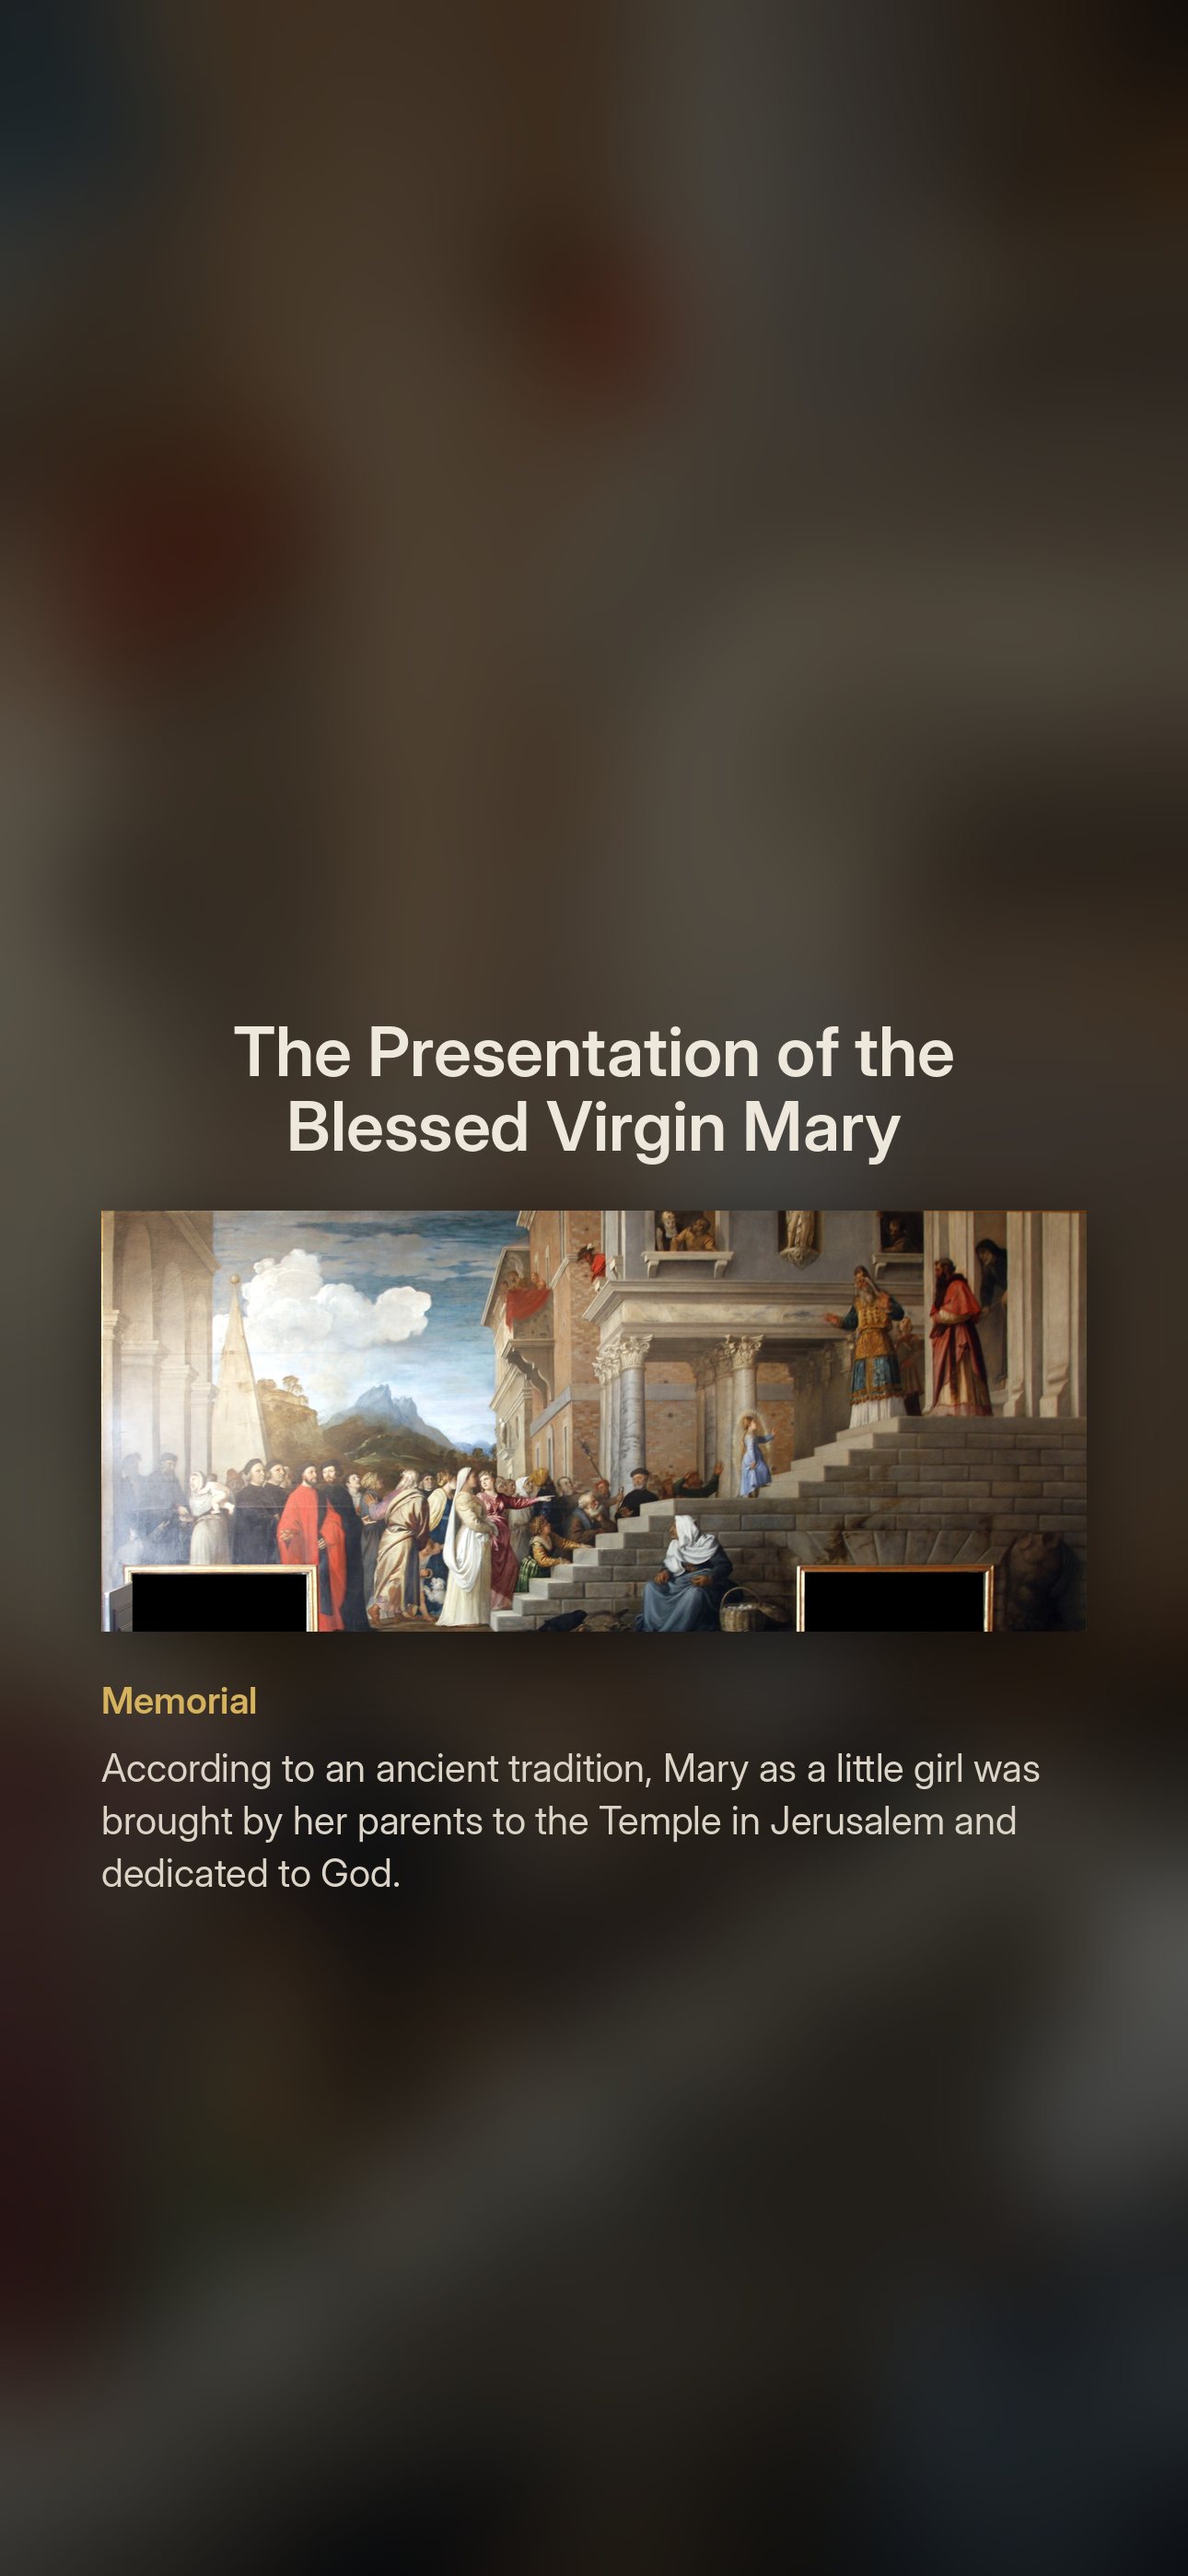 The Presentation of the
Blessed Virgin Mary
Memorial
According to an ancient tradition, Mary as a little girl was
brought by her parents to the Temple in Jerusalem and
dedicated to God.